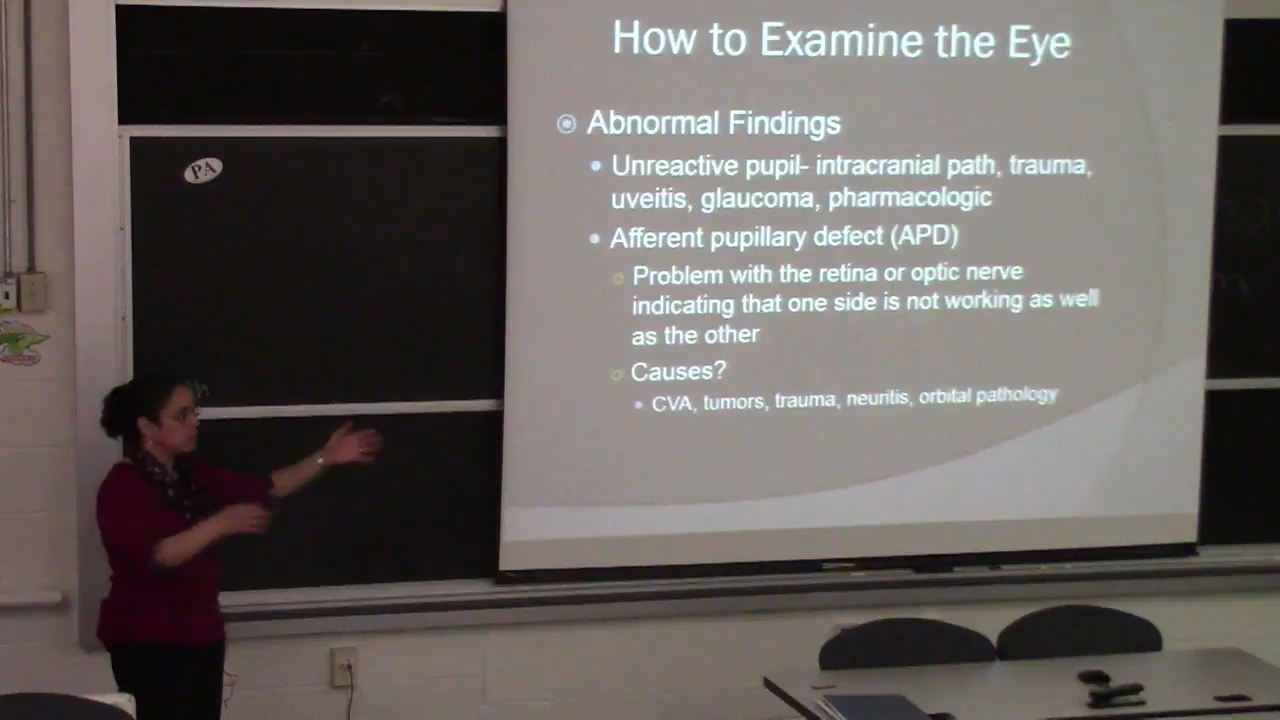 How to Examine the Eye
Abnormal Findings
Unreactive pupil- intracranial path, trauma,
uveitis, glaucoma, pharmacologic
Afferent pupillary defect (APD)
Problem with the retina or optic nerve
indicating that one side is not working as well
as the other
Causes?
CVA, tumors, trauma, neuritis, orbital pathology
PA